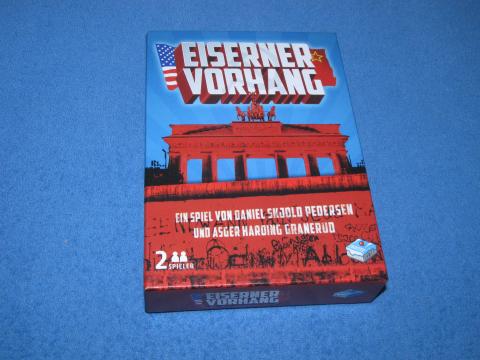 EISERNER
VORHANG
EIN SPIEL VON DANIEL SKJOLD PEDERSEN
UND ASGER HARDING GRANERUD
2 SPIELER
EISERNER
VORHANG